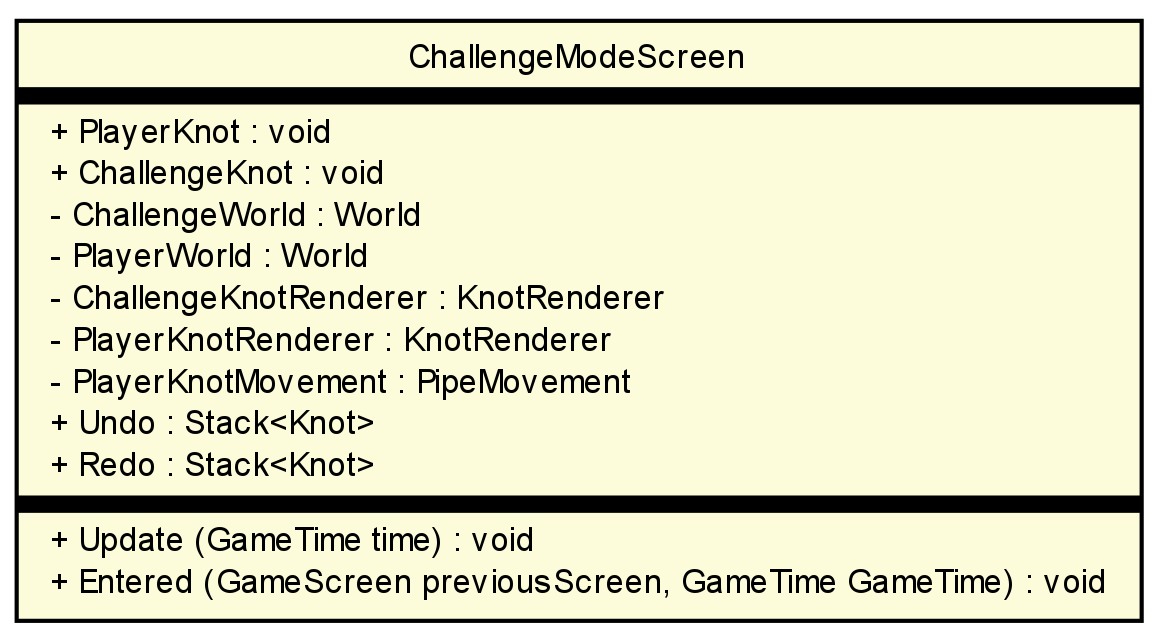 ChallengeModeScreen
+ PlayerKnot : void
+ ChallengeKnot : void
- ChallengeWorld : World
- PlayerWorld : World
- ChallengeKnotRenderer : KnotRenderer
- PlayerKnotRenderer : KnotRenderer
- PlayerKnotMovement : PipeMovement
+ Undo : Stack<Knot>
+ Redo : Stack<Knot>
+ Update (GameTime time) : void
+ Entered (GameScreen previousScreen, GameTime GameTime) : void